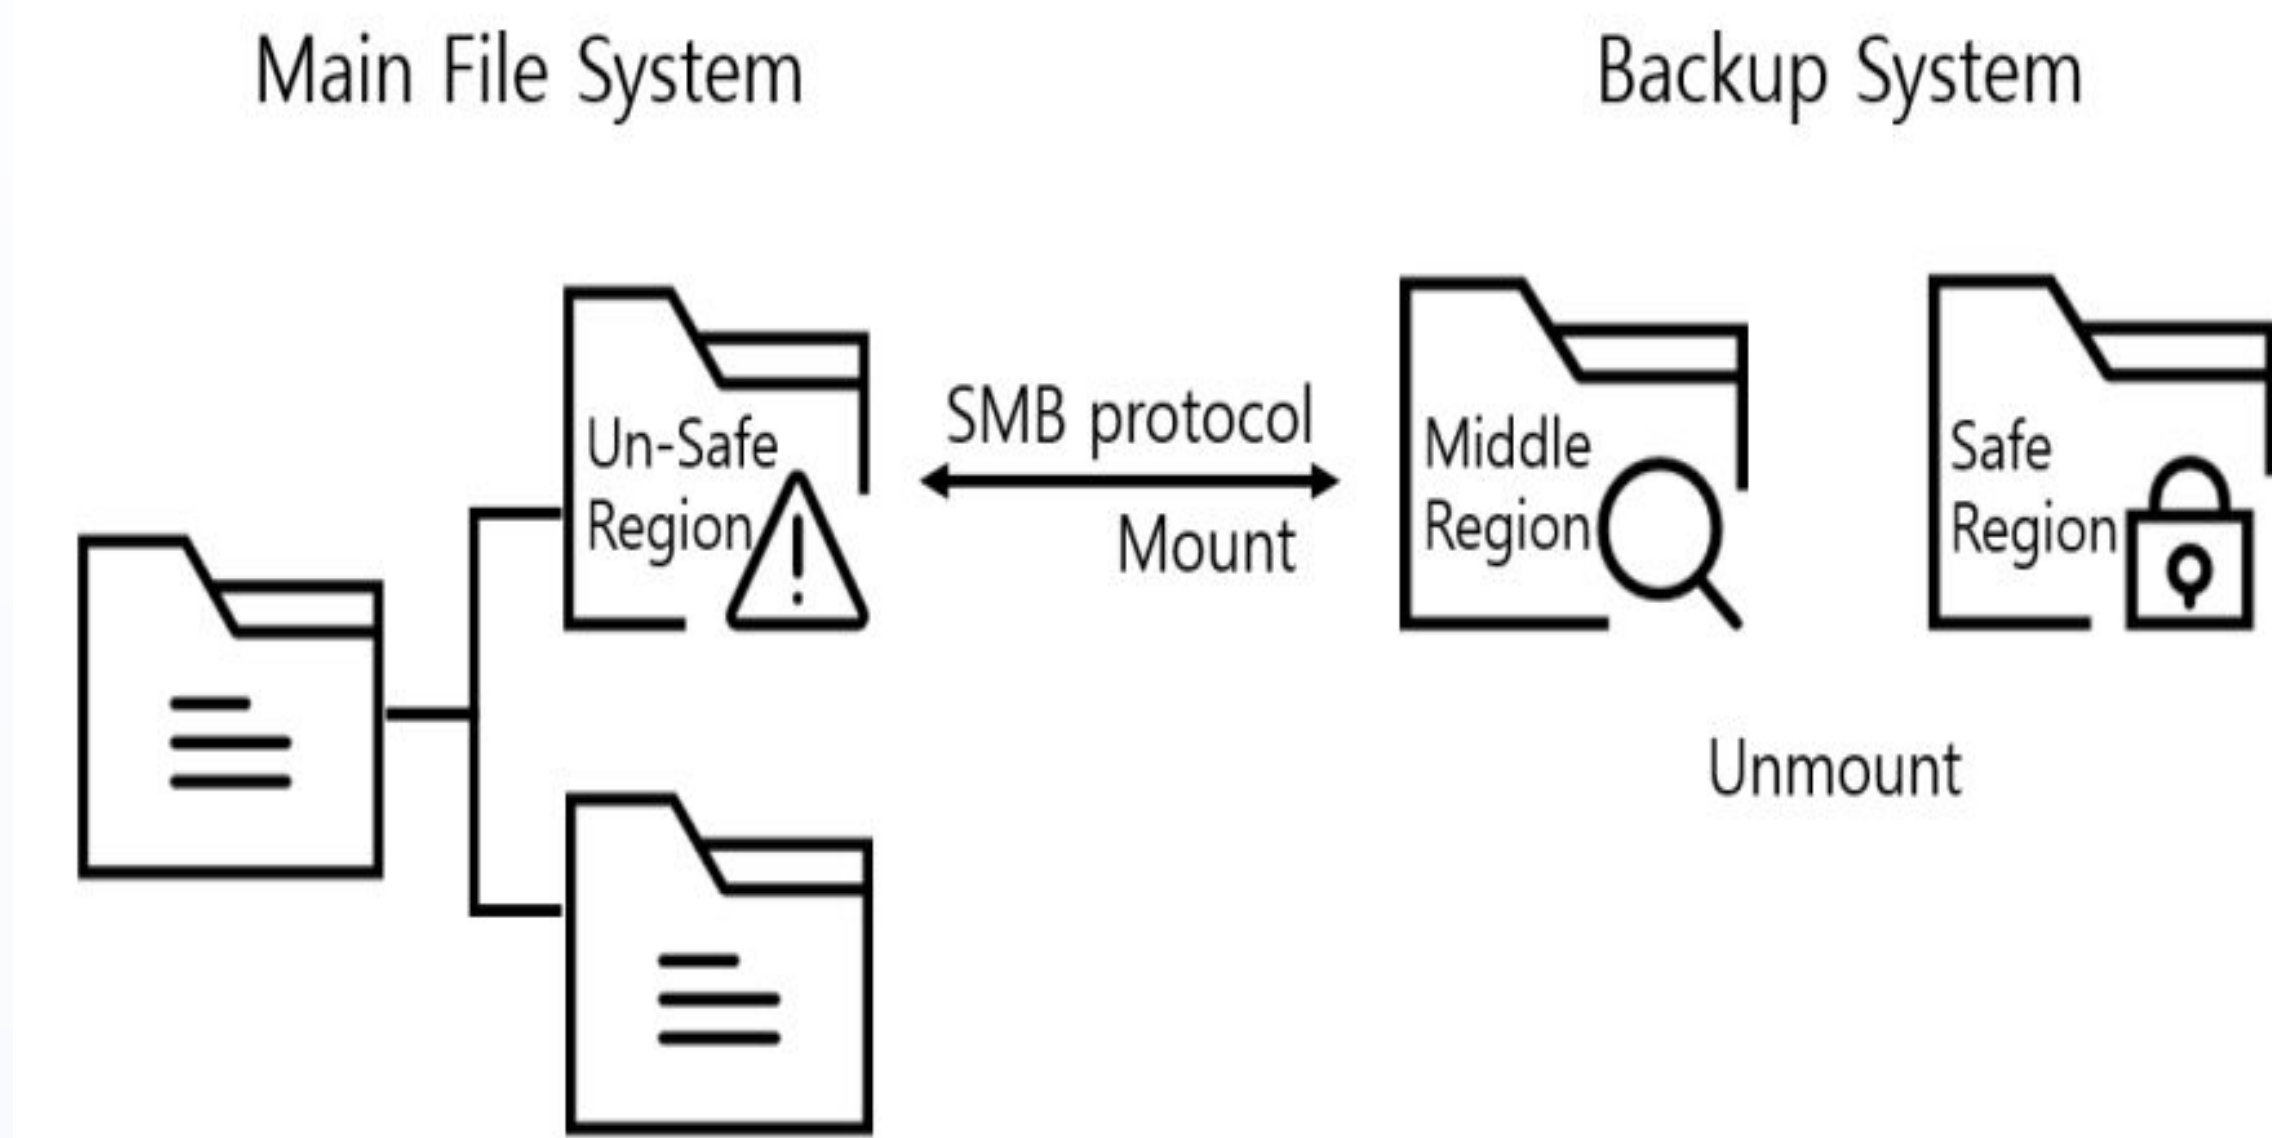 Main File System
Backup System
Un-Safe
Region
SMB protocol
Mount
Middle
Region
Safe
Region
Unmount